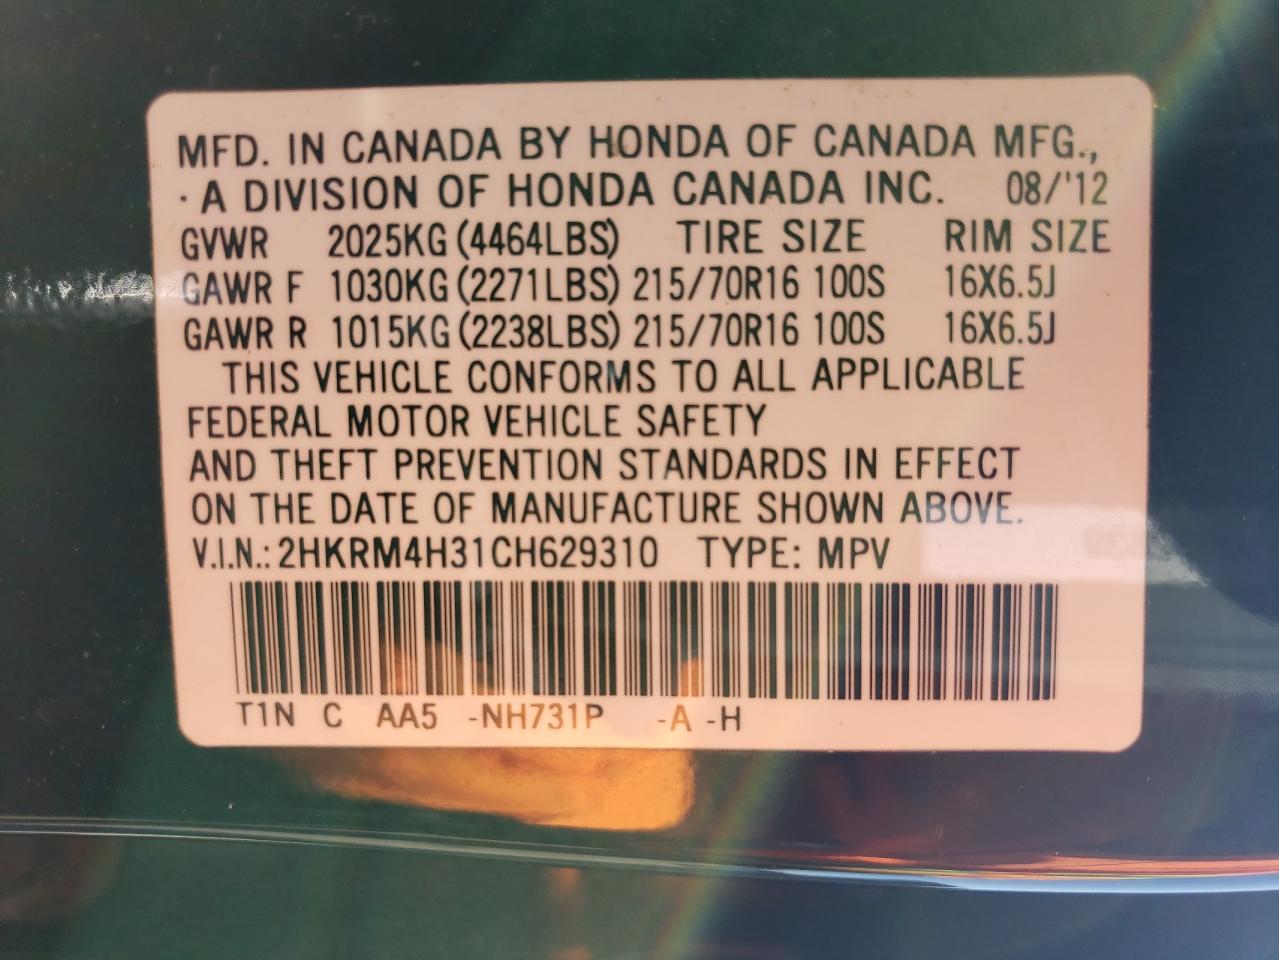 MFD. IN CANADA BY HONDA OF CANADA MFG.,
· A DIVISION OF HONDA CANADA INC. 08/'12
GVWR 2025KG (4464LBS) TIRE SIZE RIM SIZE
GAWR F 1030KG (2271LBS) 215/70R16 100S 16X6.5J
GAWR R 1015KG (2238LBS) 215/70R16 100S 16X6.5J
THIS VEHICLE CONFORMS TO ALL APPLICABLE
FEDERAL MOTOR VEHICLE SAFETY
AND THEFT PREVENTION STANDARDS IN EFFECT
ON THE DATE OF MANUFACTURE SHOWN ABOVE.
V.I.N.: 2HKRM4H31CH629310 TYPE: MPV
T1N C AA5 -NH731P -A -H